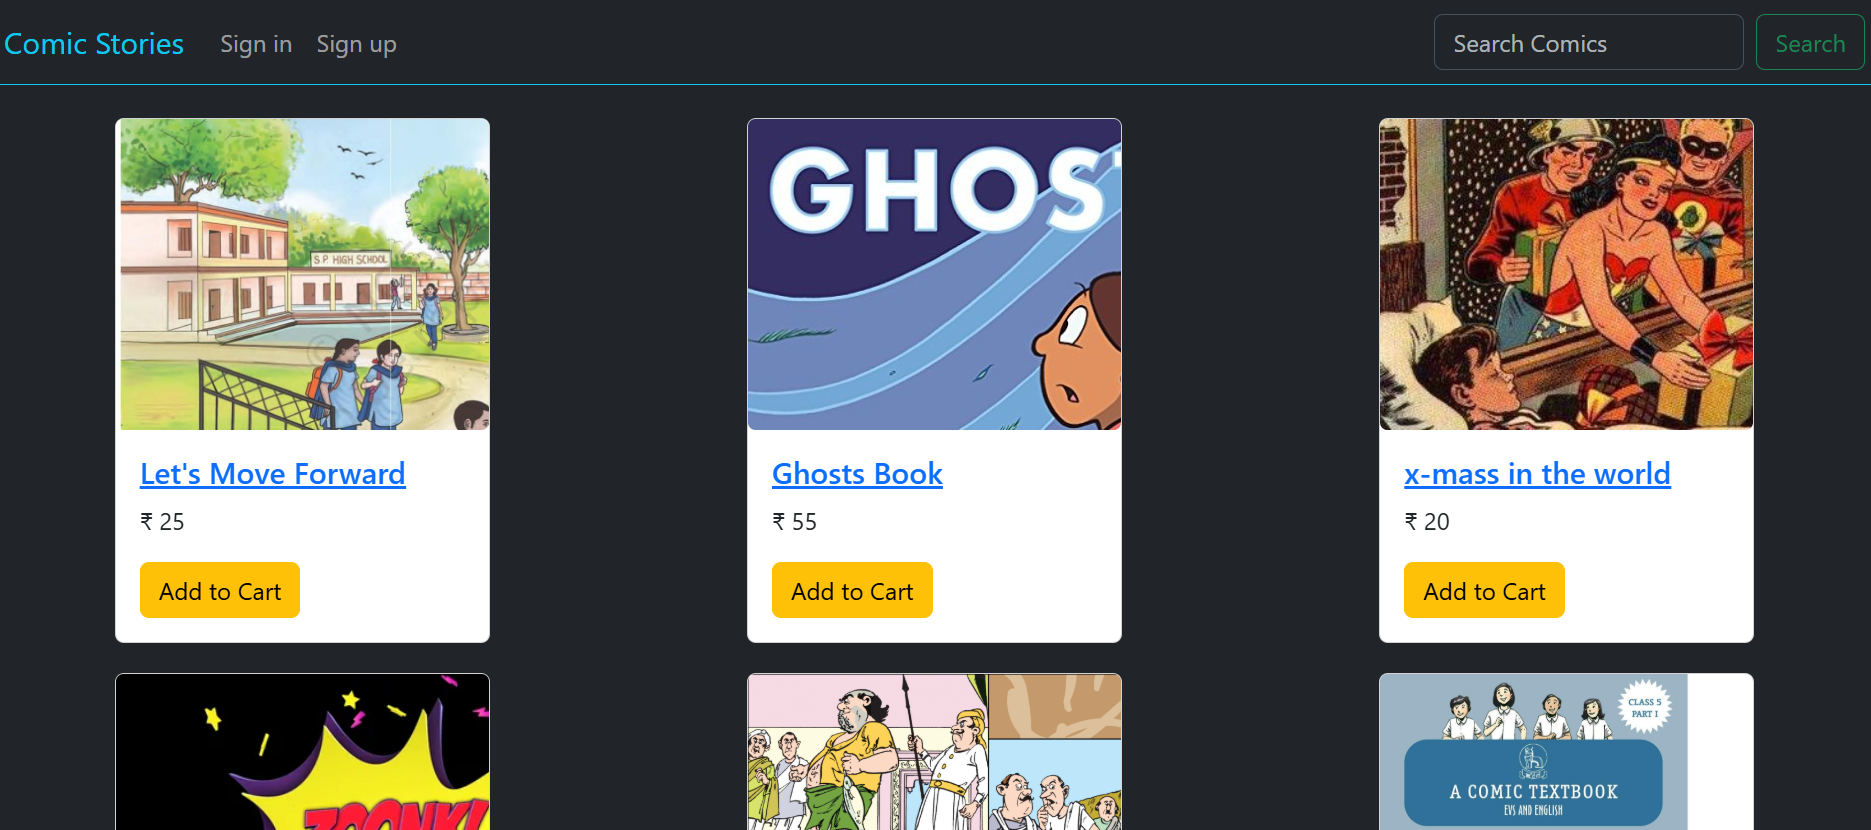 Comic Stories
Sign in
Sign up
Search Comics
Search
S.P. HIGH SCHOOL
GHOS
Let's Move Forward
₹ 25
Add to Cart
Ghosts Book
₹ 55
Add to Cart
x-mass in the world
₹ 20
Add to Cart
ZOONK!
CLASS 5
PART I
A COMIC TEXTBOOK
EVS AND ENGLISH